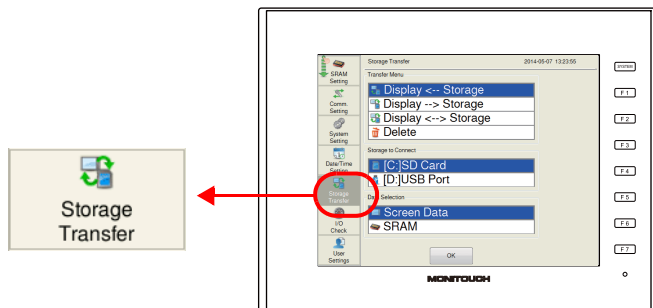 Storage Transfer
2014-05-07 13:23:55
SYSTEM
SRAM
Setting
Transfer Menu
Display <-- Storage
Display --> Storage
Display <--> Storage
Delete
F1
F2
F3
F4
F5
F6
F7
Comm.
Setting
System
Setting
Date/Time
Setting
Storage to Connect
[C:]SD Card
[D:]USB Port
Storage
Transfer
Data Selection
Screen Data
SRAM
I/O
Check
User
Settings
OK
MONITOUCH
Storage
Transfer